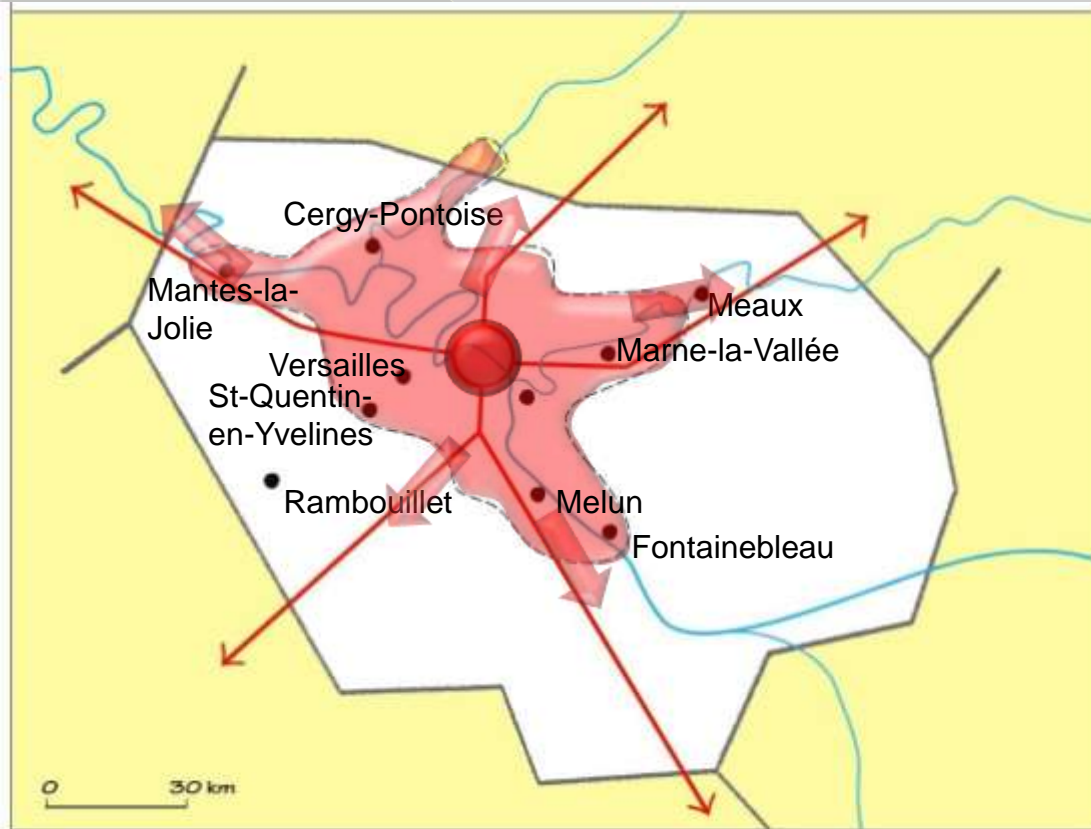 Cergy-Pontoise
Mantes-la-
Jolie
Meaux
Marne-la-Vallée
Versailles
St-Quentin-
en-Yvelines
Rambouillet
Melun
Fontainebleau
0 30 km